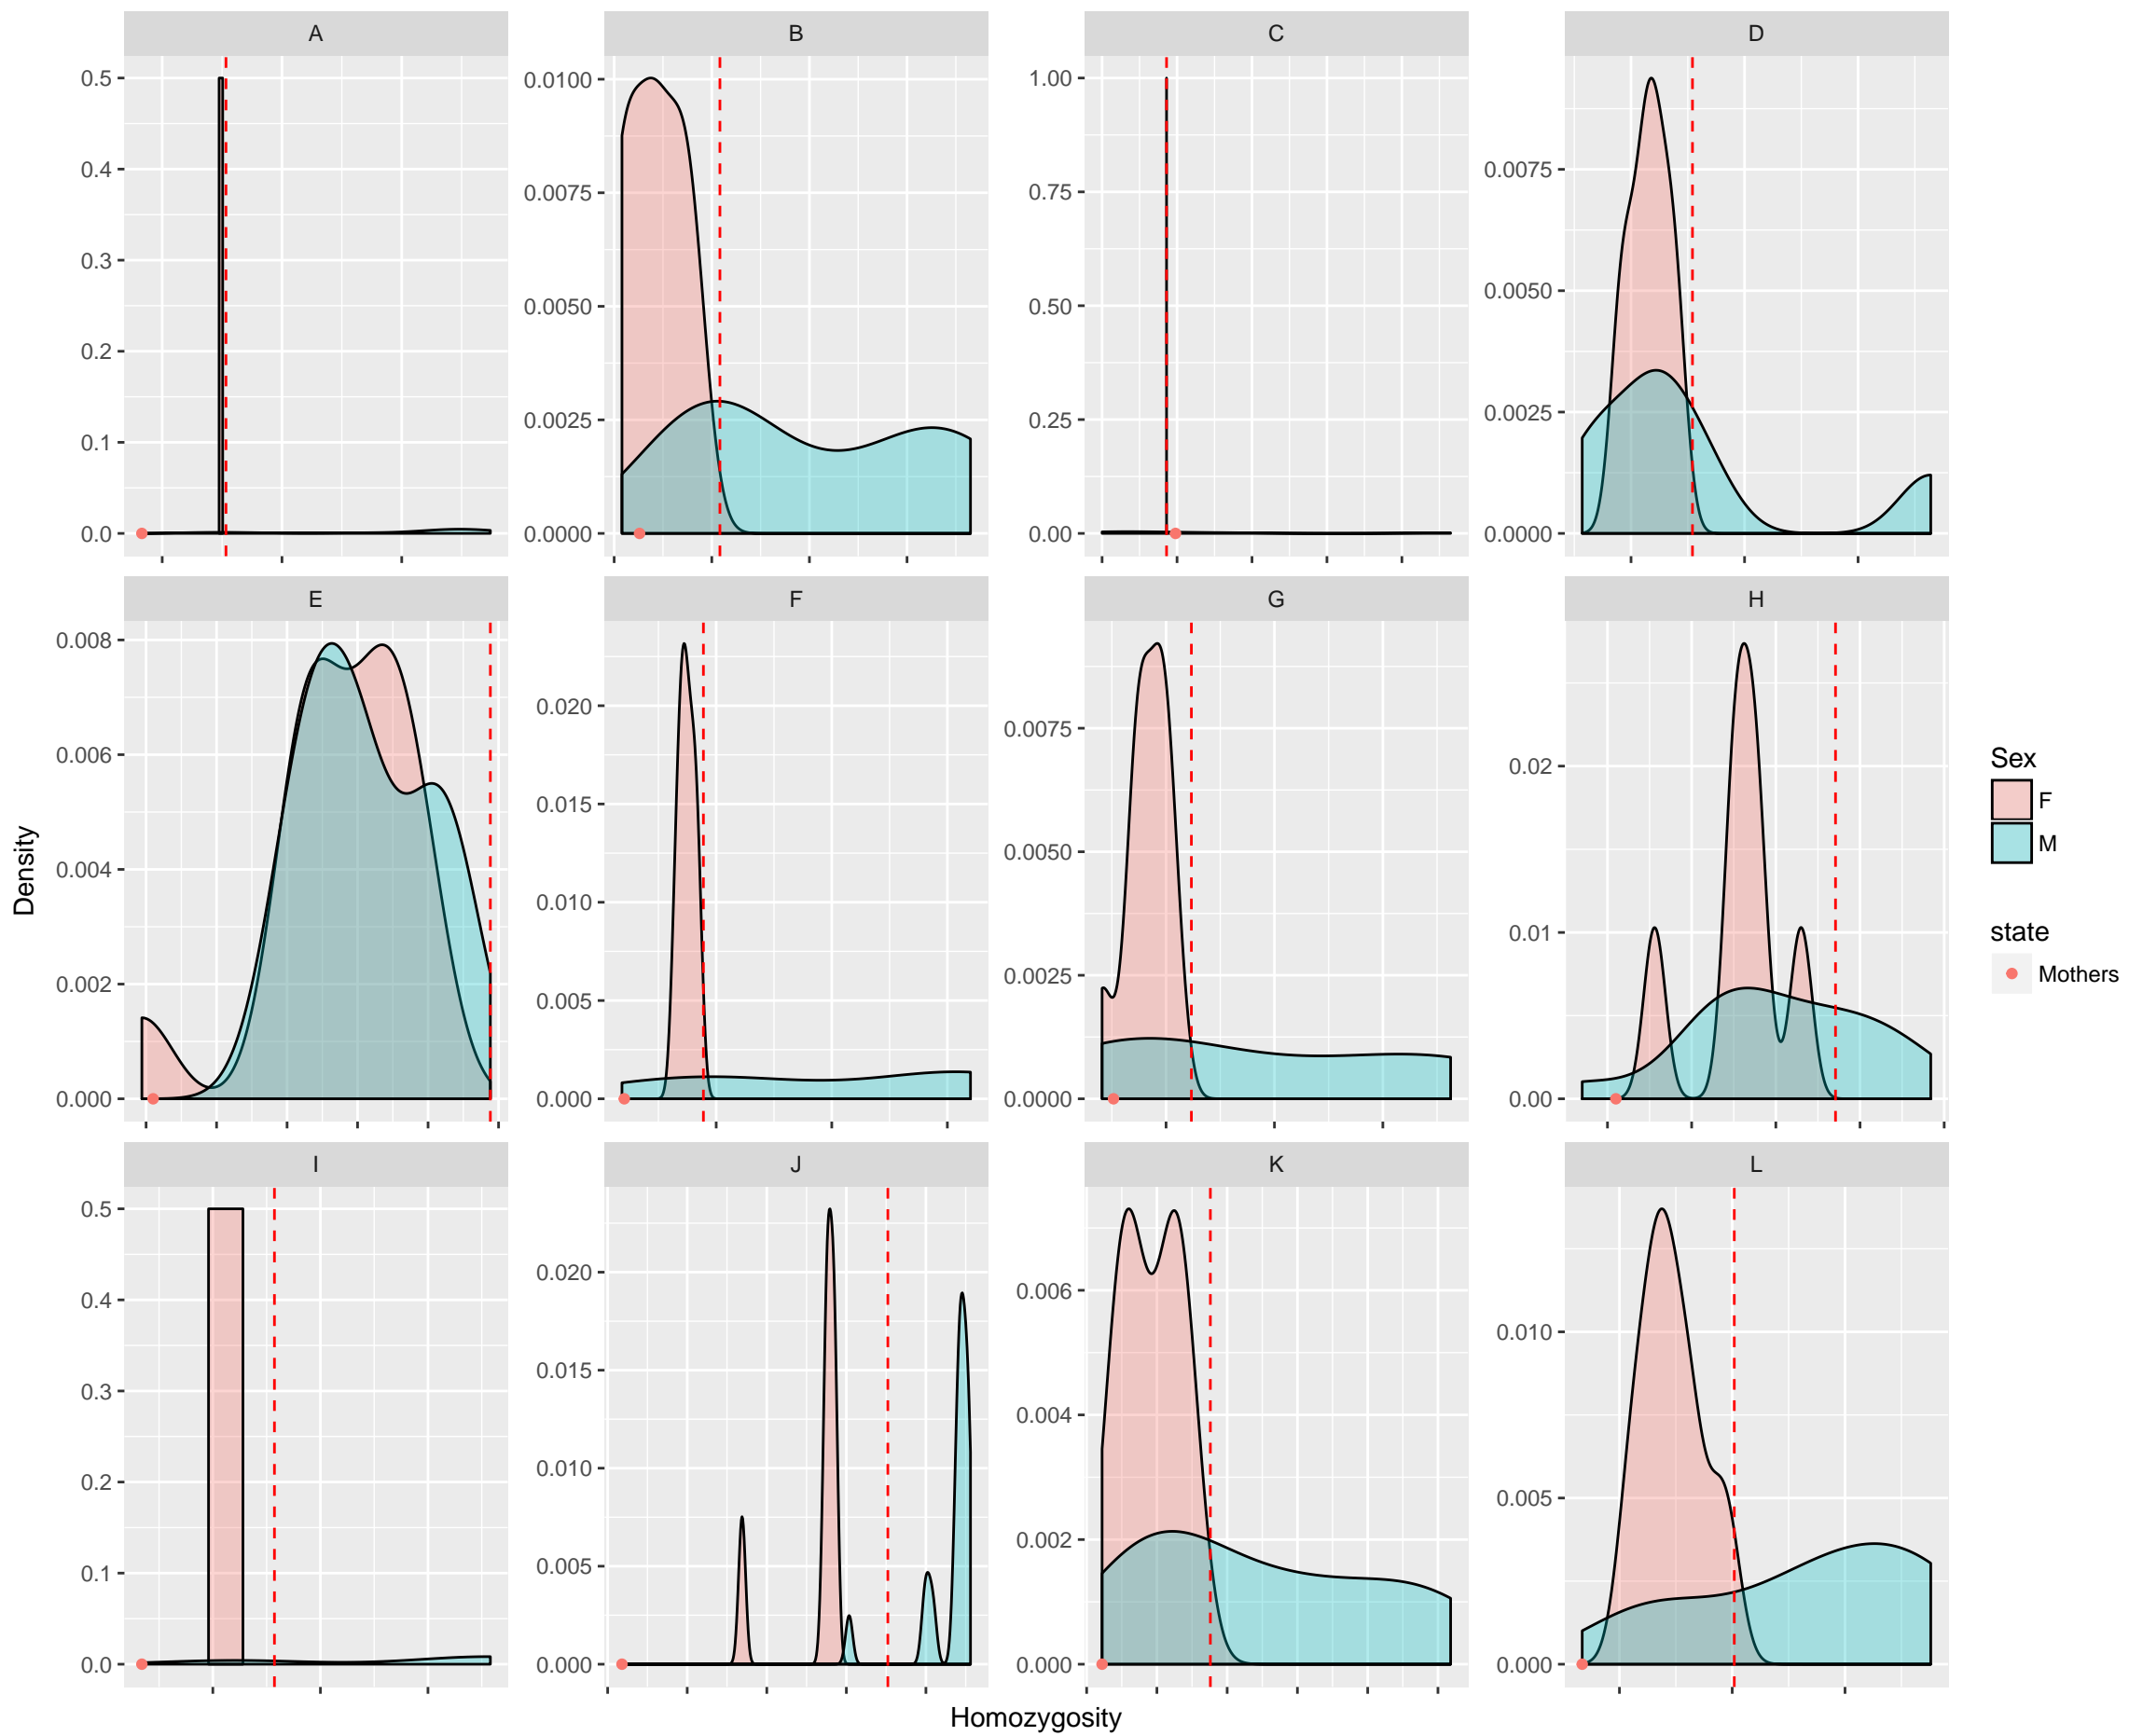 A
B
C
D
0.5
0.4
0.3
0.2
0.1
0.0
0.0100
0.0075
0.0050
0.0025
0.0000
1.00
0.75
0.50
0.25
0.00
0.0075
0.0050
0.0025
0.0000
E
F
G
H
0.008
0.006
0.004
0.002
0.000
0.020
0.015
0.010
0.005
0.000
0.0075
0.0050
0.0025
0.0000
0.02
0.01
0.00
I
J
K
L
0.5
0.4
0.3
0.2
0.1
0.0
0.020
0.015
0.010
0.005
0.000
0.006
0.004
0.002
0.000
0.010
0.005
0.000
Density
Homozygosity
Sex
F
M
state
Mothers